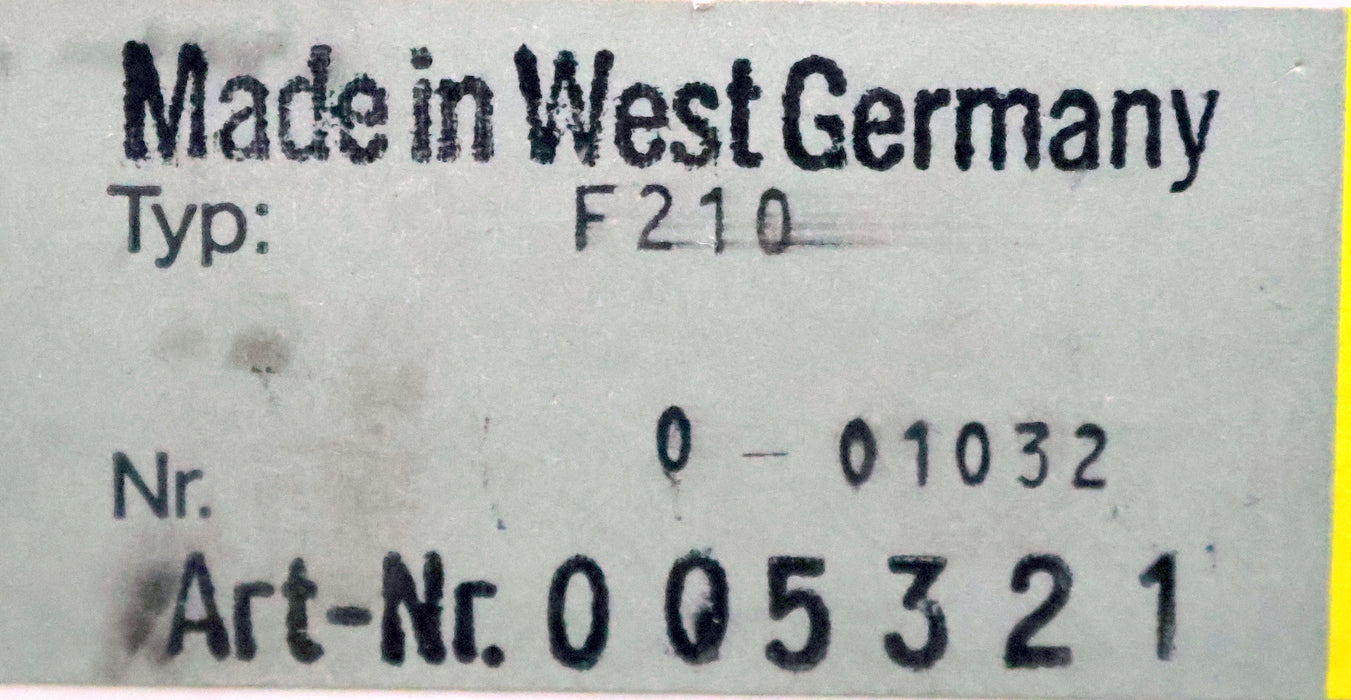 Made in West Germany
Typ: F210
Nr. 0 - 01032
Art-Nr. 005321